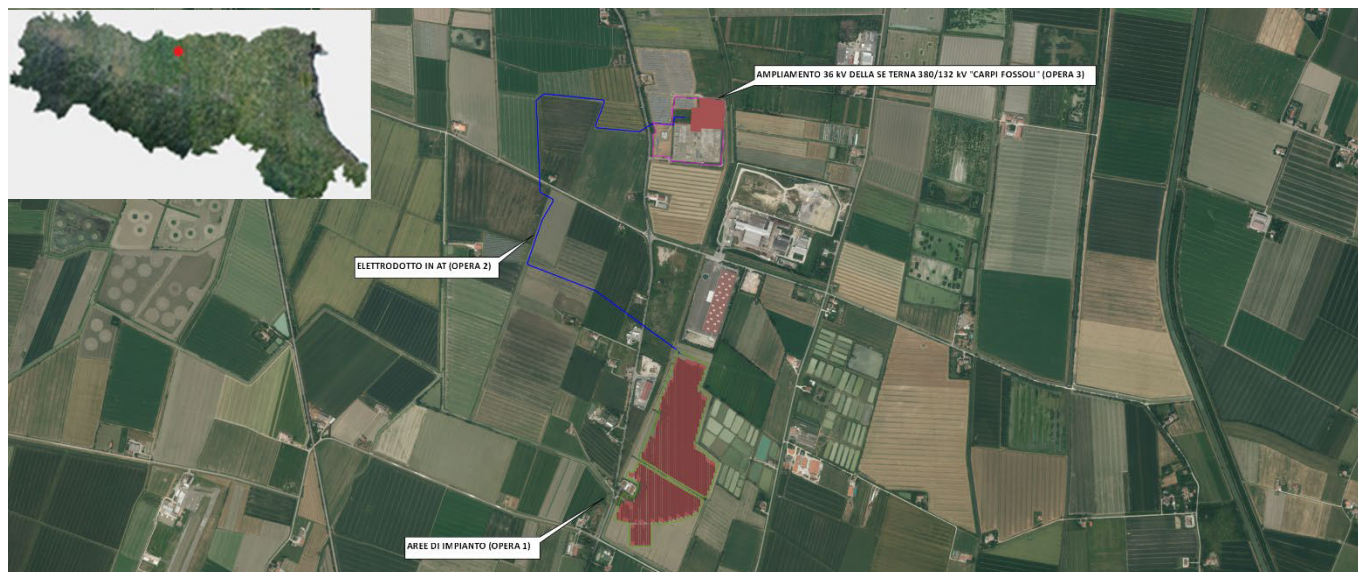 AMPLIAMENTO 36 kV DELLA SE TERNA 380/132 kV "CARPI FOSSOLI" (OPERA 3)
ELETTRODOTTO IN AT (OPERA 2)
AREE DI IMPIANTO (OPERA 1)